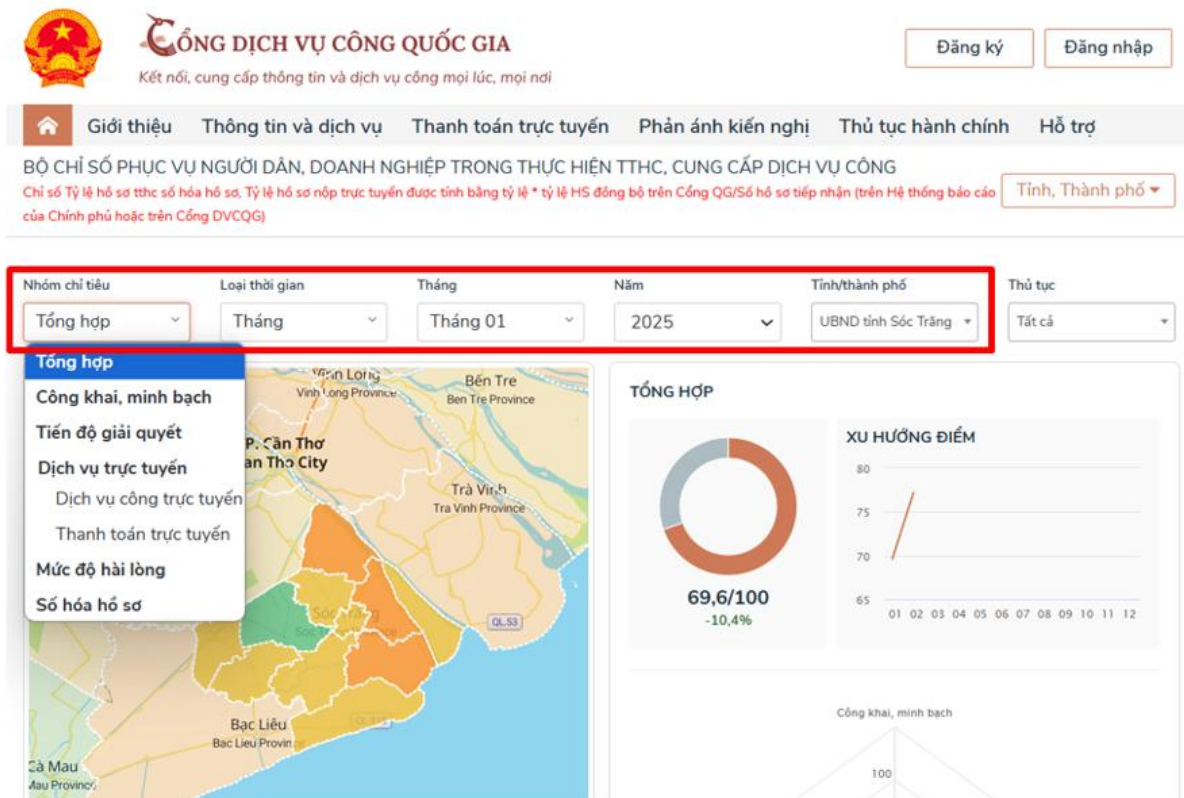 CỔNG DỊCH VỤ CÔNG QUỐC GIA
Kết nối, cung cấp thông tin và dịch vụ công mọi lúc, mọi nơi
Đăng ký
Đăng nhập
Giới thiệu
Thông tin và dịch vụ
Thanh toán trực tuyến
Phản ánh kiến nghị
Thủ tục hành chính
Hỗ trợ
BỘ CHỈ SỐ PHỤC VỤ NGƯỜI DÂN, DOANH NGHIỆP TRONG THỰC HIỆN TTHC, CUNG CẤP DỊCH VỤ CÔNG
Chỉ số Tỷ lệ hồ sơ tthc số hóa hồ sơ, Tỷ lệ hồ sơ nộp trực tuyến được tính bằng tỷ lệ * tỷ lệ HS đồng bộ trên Cổng QG/Số hồ sơ tiếp nhận (trên Hệ thống báo cáo
của Chính phủ hoặc trên Cổng DVCQG)
Tỉnh, Thành phố
Nhóm chỉ tiêu
Loại thời gian
Tháng
Năm
Tỉnh/thành phố
Thủ tục
Tổng hợp
Tháng
Tháng 01
2025
UBND tỉnh Sóc Trăng
Tất cả
Tổng hợp
Công khai, minh bạch
Tiến độ giải quyết
Dịch vụ trực tuyến
Dịch vụ công trực tuyến
Thanh toán trực tuyến
Mức độ hài lòng
Số hóa hồ sơ
Vĩnh Long
Vinh Long Province
Bến Tre
Ben Tre Province
P. Cần Thơ
an Tho City
Trà Vinh
Tra Vinh Province
Sóc Trăng
QL.53
Bạc Liêu
Bac Lieu Provin
Cà Mau
Mau Province
TỔNG HỢP
69,6/100
-10,4%
XU HƯỚNG ĐIỂM
80
75
70
65
01 02 03 04 05 06 07 08 09 10 11 12
Công khai, minh bạch
100